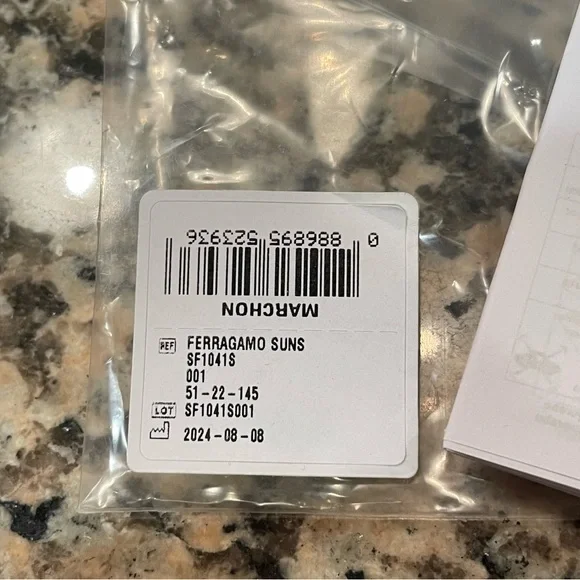 MARCHON
0 886895 523936
REF FERRAGAMO SUNS
SF1041S
001
51-22-145
LOT SF1041S001
2024-08-08